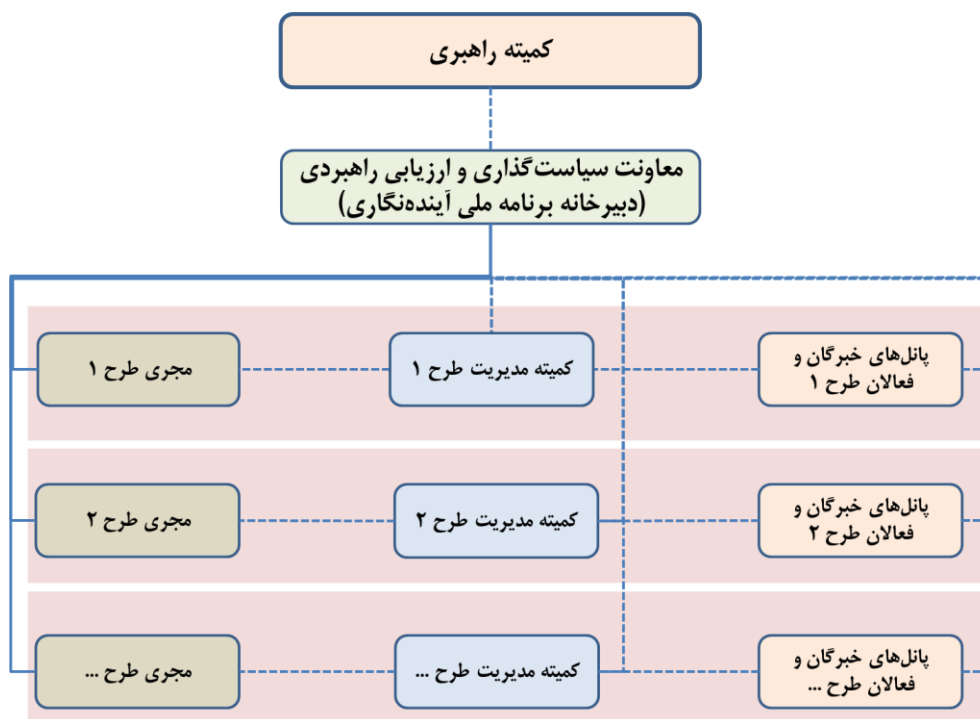 کمیته راهبری
معاونت سیاست‌گذاری و ارزیابی راهبردی
(دبیرخانه برنامه ملی آینده‌نگاری)
پانل‌های خبرگان و
فعالان طرح ۱
کمیته مدیریت طرح ۱
مجری طرح ۱
پانل‌های خبرگان و
فعالان طرح ۲
کمیته مدیریت طرح ۲
مجری طرح ۲
پانل‌های خبرگان و
فعالان طرح ...
کمیته مدیریت طرح ...
مجری طرح ...